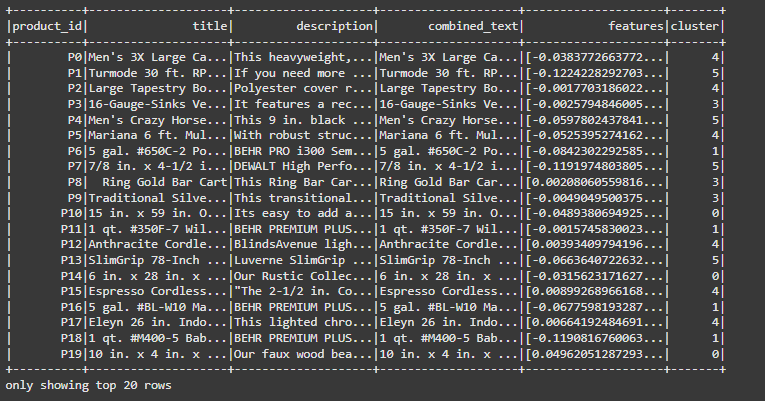 +----------+--------------------+--------------------+--------------------+--------------------+-------+
|product_id|               title|         description|       combined_text|            features|cluster|
+----------+--------------------+--------------------+--------------------+--------------------+-------+
|        P0|Men's 3X Large Ca...|This heavyweight,...|Men's 3X Large Ca...|[-0.0383772663772...|      4|
|        P1|Turmode 30 ft. RP...|If you need more ...|Turmode 30 ft. RP...|[-0.1224228292703...|      5|
|        P2|Large Tapestry Bo...|Polyester cover r...|Large Tapestry Bo...|[-0.0017703186022...|      4|
|        P3|16-Gauge-Sinks Ve...|It features a rec...|16-Gauge-Sinks Ve...|[-0.0025794846005...|      3|
|        P4|Men's Crazy Horse...|This 9 in. black ...|Men's Crazy Horse...|[-0.0597802437841...|      5|
|        P5|Mariana 6 ft. Mul...|With robust struc...|Mariana 6 ft. Mul...|[-0.0525395274162...|      4|
|        P6|5 gal. #650C-2 Po...|BEHR PRO i300 Sem...|5 gal. #650C-2 Po...|[-0.0842302292585...|      1|
|        P7|7/8 in. x 4-1/2 i...|DEWALT High Perfo...|7/8 in. x 4-1/2 i...|[-0.1191974803805...|      5|
|        P8|  Ring Gold Bar Cart|This Ring Bar Car...|Ring Gold Bar Car...|[0.00208060559816...|      3|
|        P9|Traditional Silve...|This transitional...|Traditional Silve...|[-0.0049049500375...|      3|
|       P10|15 in. x 59 in. O...|Its easy to add a...|15 in. x 59 in. O...|[-0.0489380694925...|      0|
|       P11|1 qt. #350F-7 Wil...|BEHR PREMIUM PLUS...|1 qt. #350F-7 Wil...|[-0.0015745830023...|      1|
|       P12|Anthracite Cordle...|BlindsAvenue ligh...|Anthracite Cordle...|[0.00393409794196...|      4|
|       P13|SlimGrip 78-Inch ...|Luverne SlimGrip ...|SlimGrip 78-Inch ...|[-0.0663640722632...|      5|
|       P14|6 in. x 28 in. x ...|Our Rustic Collec...|6 in. x 28 in. x ...|[-0.0315623171627...|      0|
|       P15|Espresso Cordless...|"The 2-1/2 in. Co...|Espresso Cordless...|[0.00899268966168...|      4|
|       P16|5 gal. #BL-W10 Ma...|BEHR PREMIUM PLUS...|5 gal. #BL-W10 Ma...|[-0.0677598193287...|      1|
|       P17|Eleyn 26 in. Indo...|This lighted chro...|Eleyn 26 in. Indo...|[0.00664192484691...|      4|
|       P18|1 qt. #M400-5 Bab...|BEHR PREMIUM PLUS...|1 qt. #M400-5 Bab...|[-0.1190816760063...|      1|
|       P19|10 in. x 4 in. x ...|Our faux wood bea...|10 in. x 4 in. x ...|[0.04962051287293...|      0|
+----------+--------------------+--------------------+--------------------+--------------------+-------+
only showing top 20 rows